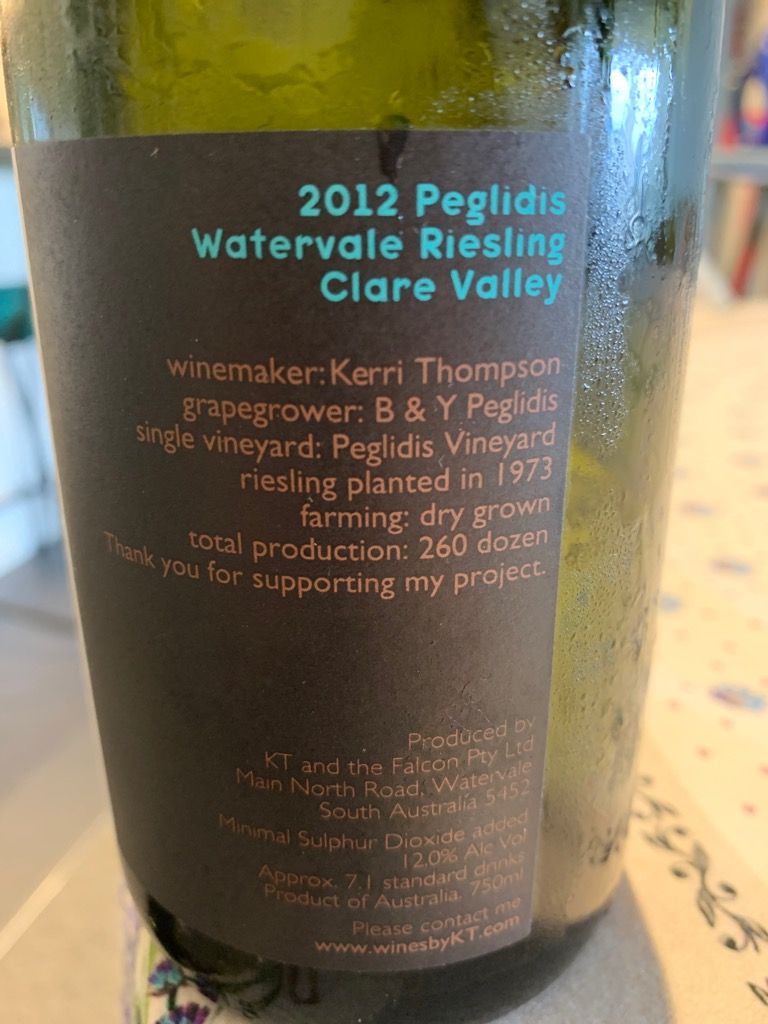 2012 Peglidis
Watervale Riesling
Clare Valley
winemaker: Kerri Thompson
grapegrower: B & Y Peglidis
single vineyard: Peglidis Vineyard
riesling planted in 1973
farming: dry grown
total production: 260 dozen
Thank you for supporting my project.
Produced by
KT and the Falcon Pty Ltd
Main North Road, Watervale
South Australia 5452
Minimal Sulphur Dioxide added
12.0% Alc Vol
Approx. 7.1 standard drinks
Product of Australia. 750ml
Please contact me
www.winesbyKT.com